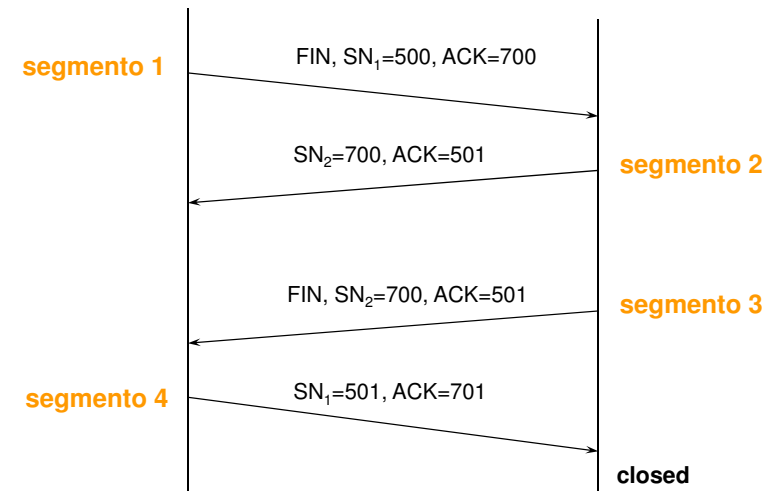 segmento 1
FIN, SN₁=500, ACK=700
SN₂=700, ACK=501
segmento 2
FIN, SN₂=700, ACK=501
segmento 3
segmento 4
SN₁=501, ACK=701
closed